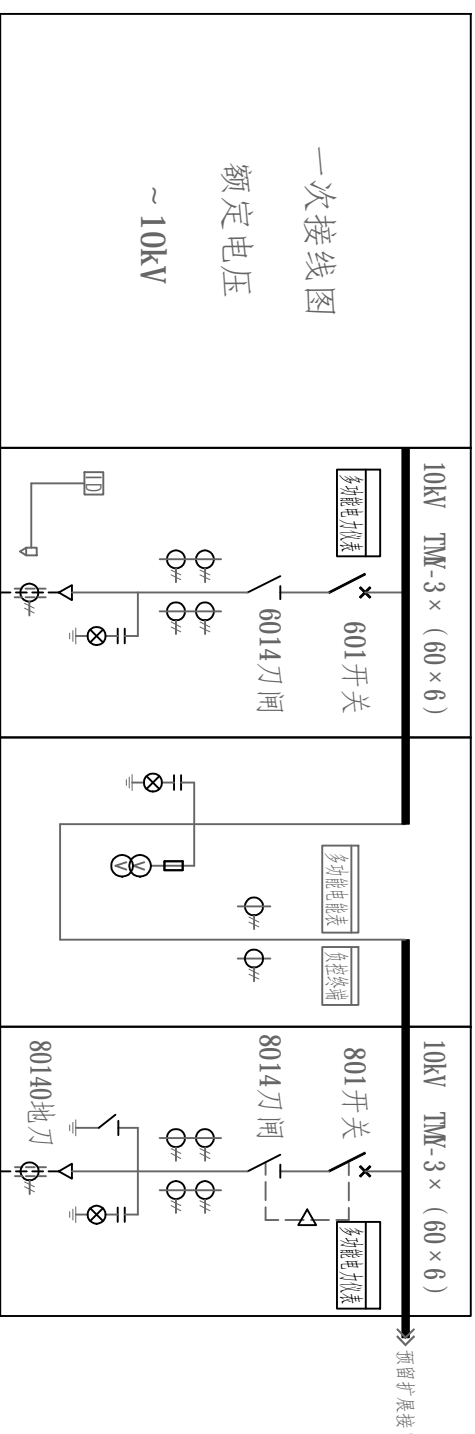 一次接线图
额定电压
~10kV
10kV TMY-3×(60×6)
多功能电力仪表
601开关
6014刀闸
多功能电能表
负控终端
V
V
10kV TMY-3×(60×6)
801开关
多功能电力仪表
8014刀闸
80140地刀
预留扩展接